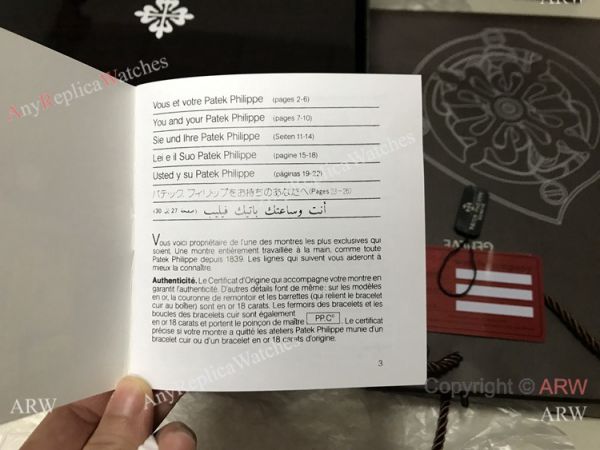 AnyReplicaWatches
ARW
Vous et votre Patek Philippe (pages 2-6)
You and your Patek Philippe (pages 7-10)
Sie und Ihre Patek Philippe (Seiten 11-14)
Lei e il Suo Patek Philippe (pagine 15-18)
Usted y su Patek Philippe (páginas 19-22)
パテック フィリップをお持ちのあなたへ (Pages 23-26)
أنت وساعتك باتيك فيليب (صفحة 27 إلى 30)
Vous voici propriétaire de l'une des montres les plus exclusives qui
soient. Une montre entièrement travaillée à la main, comme toute
Patek Philippe depuis 1839. Les lignes qui suivent vous aideront à
mieux la connaître.
Authenticité. Le Certificat d'Origine qui accompagne votre montre en
garantit l'authenticité. D'autres détails font de même: sur les modèles
en or, la couronne de remontoir et les barrettes (qui relient le bracelet
cuir au boîtier) sont en or 18 carats. Les fermoirs des bracelets et les
boucles des bracelets cuir sont également
en or 18 carats et portent le poinçon de maître PP.Co. Le certificat
précise si votre montre a quitté les ateliers Patek Philippe munie d'un
bracelet cuir ou d'un bracelet en or 18 carats d'origine.
3
GENEVE
AnyReplicaWatches
Copyright © ARW
ARW
ARW